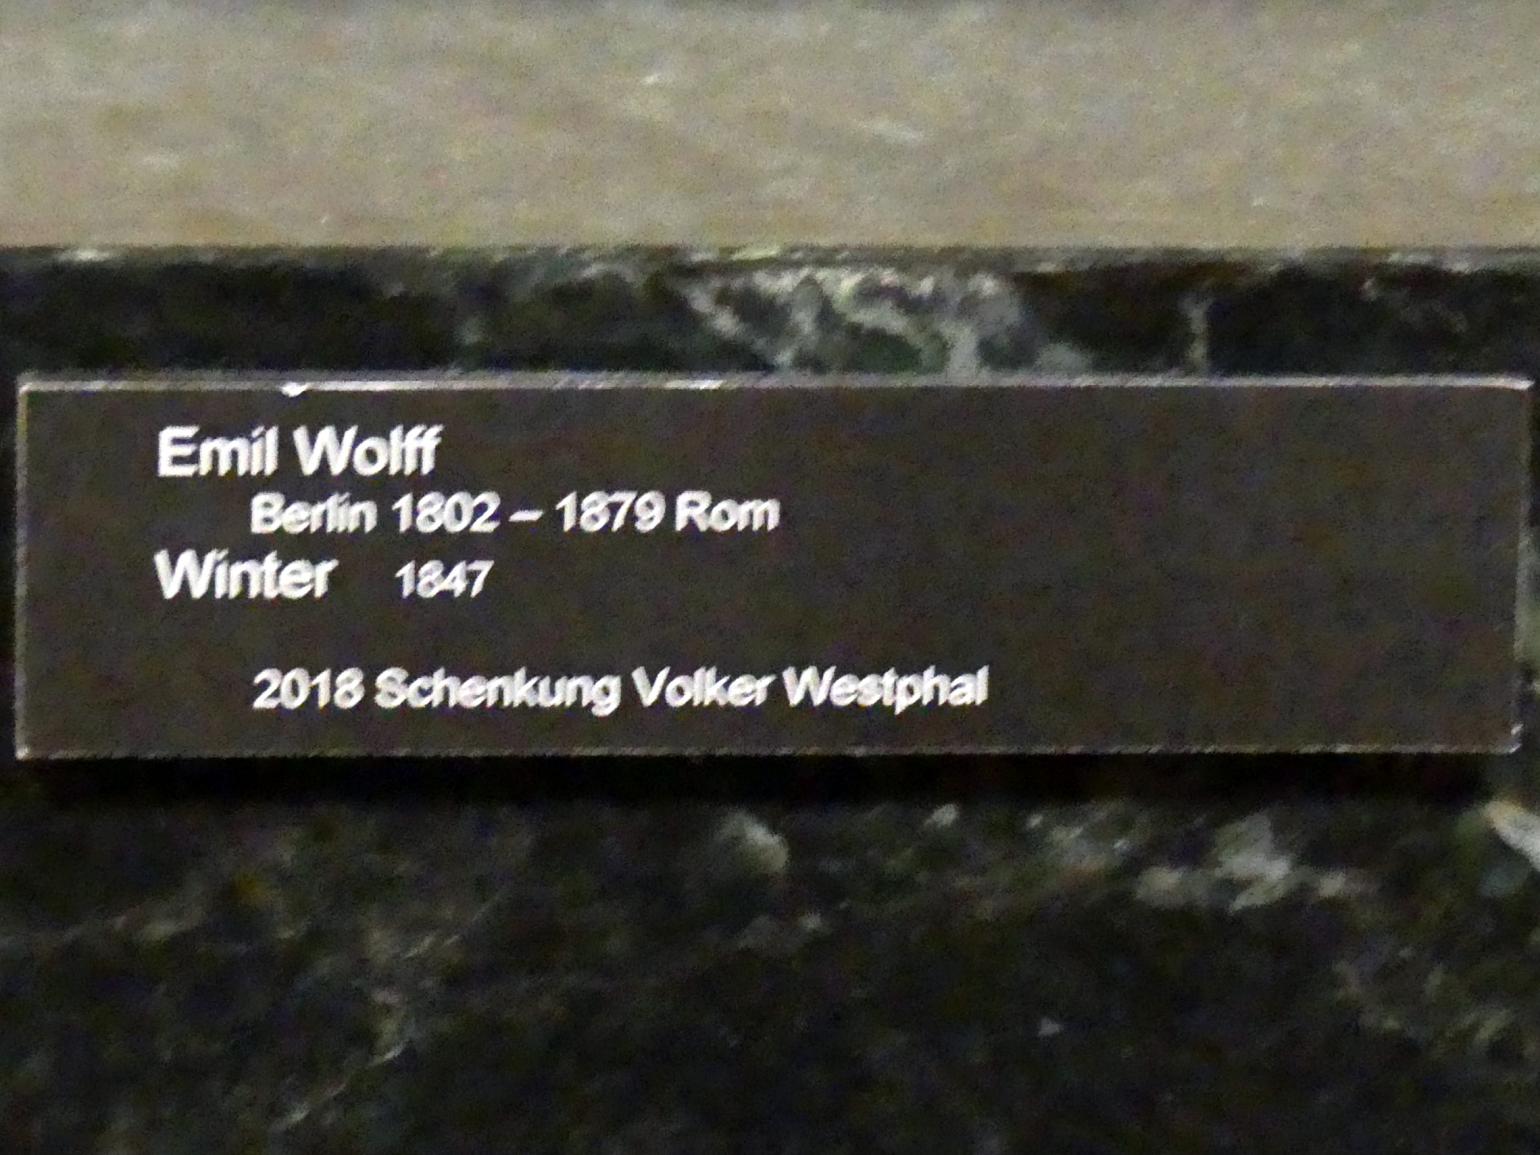 Emil Wolff
Berlin 1802 – 1879 Rom
Winter 1847
2018 Schenkung Volker Westphal